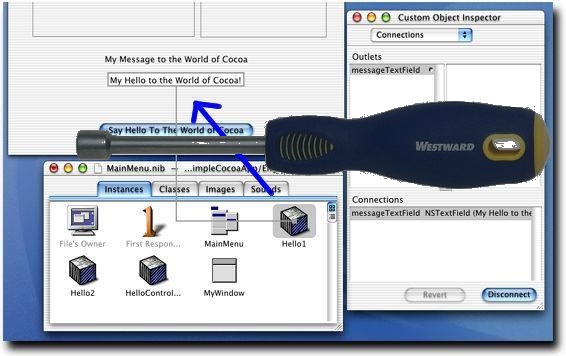 Custom Object Inspector
Connections
Outlets
messageTextField
My Message to the World of Cocoa
My Hello to the World of Cocoa!
Say Hello To The World of Cocoa
WESTWARD
MainMenu.nib — ...impleCocoaApp/Eng
Instances Classes Images Sounds
File's Owner First Respon... MainMenu Hello1
Hello2 HelloControl... MyWindow
Connections
messageTextField NSTextField (My Hello to the
Revert Disconnect